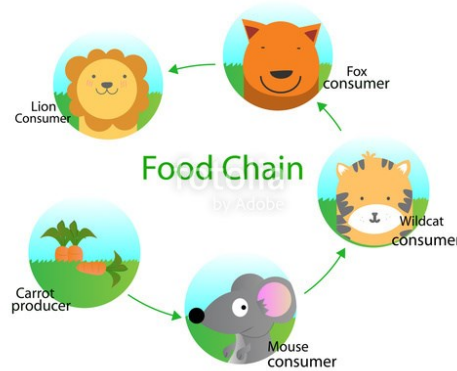 Fox
consumer
Lion
Consumer
Food Chain
Fotolia
by Adobe
Wildcat
consumer
Carrot
producer
Mouse
consumer